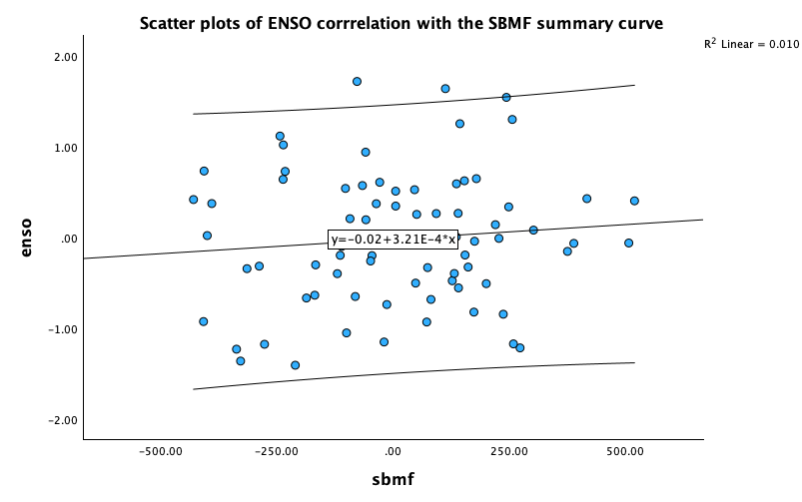 Scatter plots of ENSO corrrelation with the SBMF summary curve
R² Linear = 0.010
2.00
1.00
.00
-1.00
-2.00
enso
y=-0.02+3.21E-4*x
-500.00 -250.00 .00 250.00 500.00
sbmf